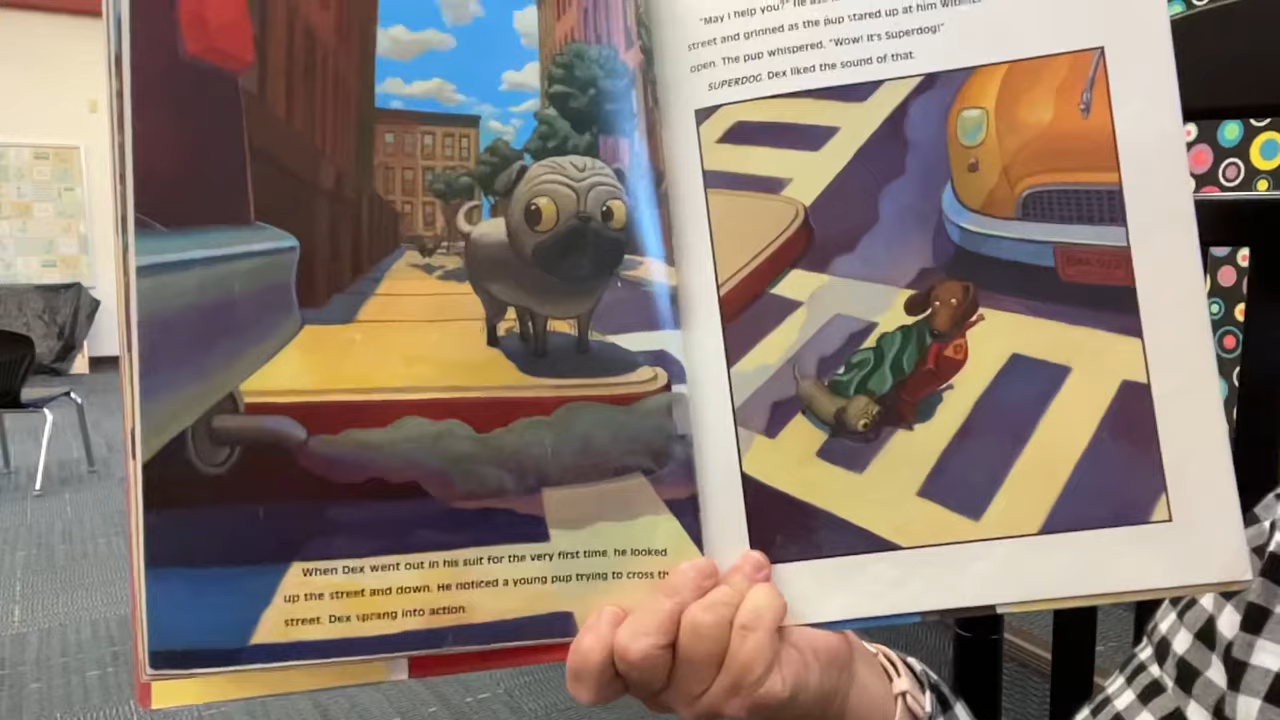 When Dex went out in his suit for the very first time, he looked
up the street and down. He noticed a young pup trying to cross th
street. Dex sprang into action.
"May I help you?" He
street and grinned as the pup stared up at him
open. The pup whispered, "Wow! It's Superdog!"
SUPERDOG. Dex liked the sound of that.